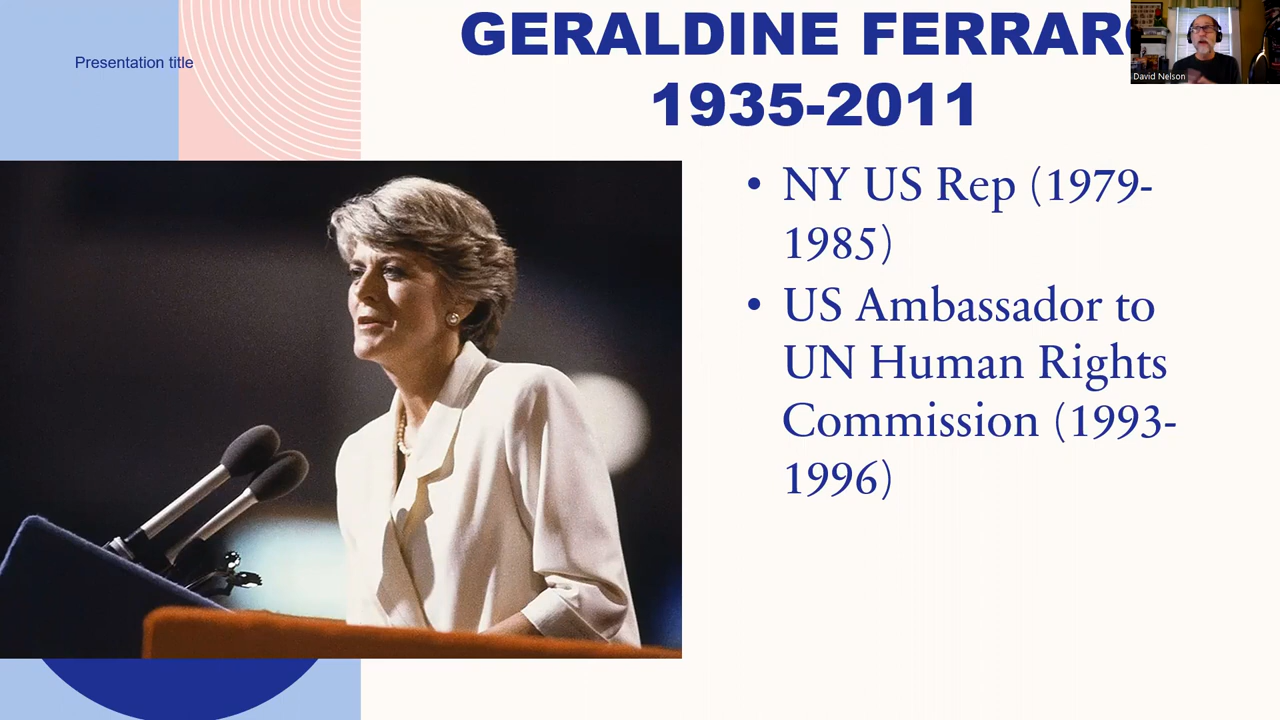 Presentation title
GERALDINE FERRARO
1935-2011
David Nelson
• NY US Rep (1979-
1985)
• US Ambassador to
UN Human Rights
Commission (1993-
1996)